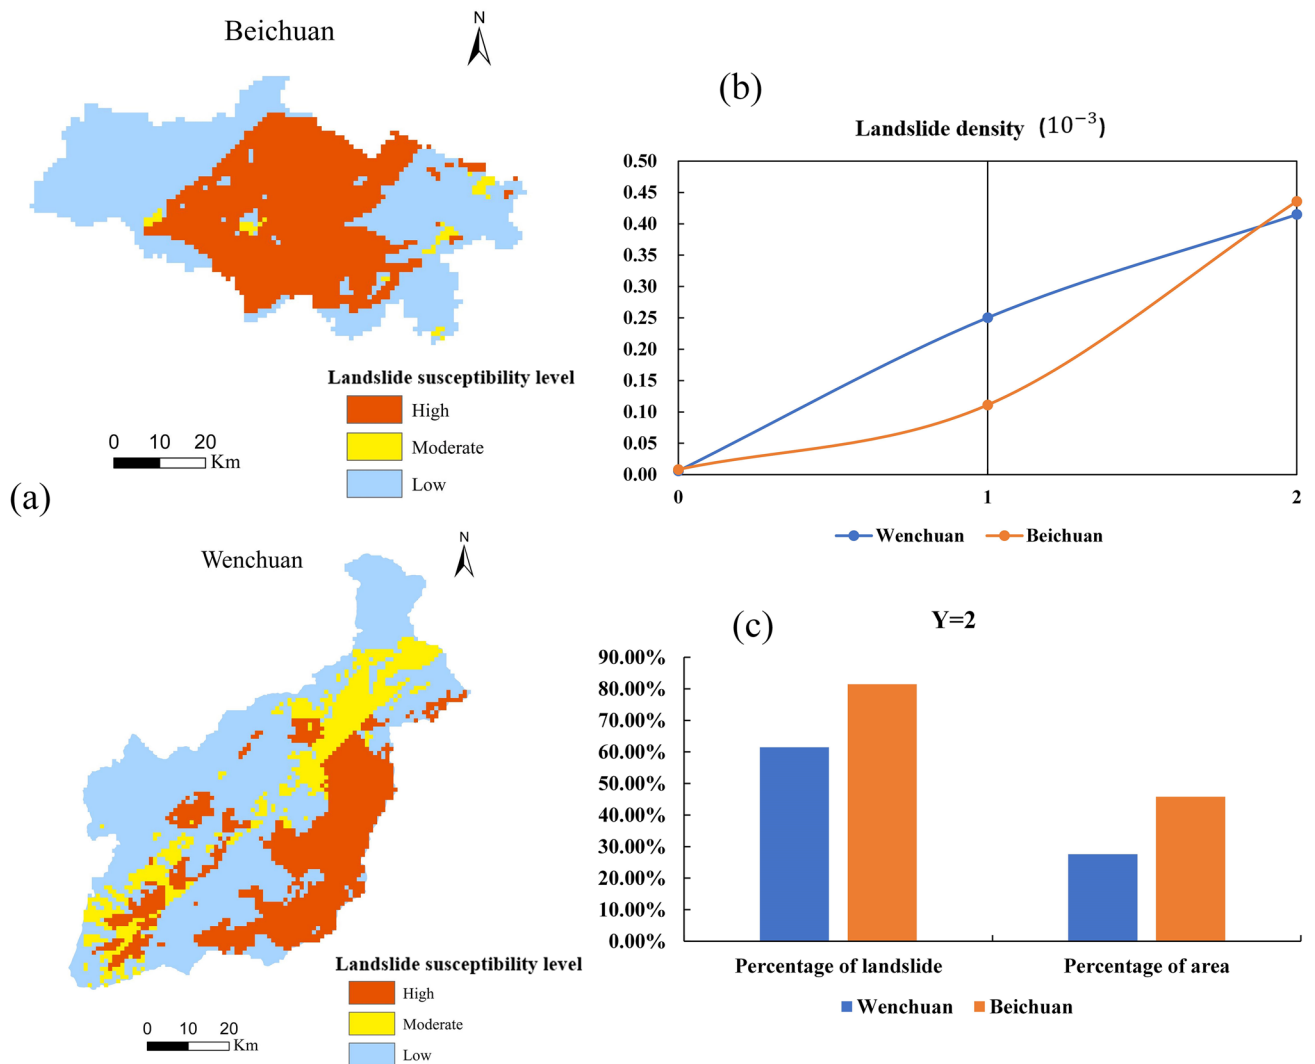 Beichuan
N
Landslide susceptibility level
High
Moderate
Low
0 10 20
Km
(a)
Wenchuan
N
Landslide susceptibility level
High
Moderate
Low
0 10 20
Km
(b)
Landslide density (10⁻³)
0.50
0.45
0.40
0.35
0.30
0.25
0.20
0.15
0.10
0.05
0.00
0 1 2
Wenchuan Beichuan
(c)
Y=2
90.00%
80.00%
70.00%
60.00%
50.00%
40.00%
30.00%
20.00%
10.00%
0.00%
Percentage of landslide Percentage of area
Wenchuan Beichuan